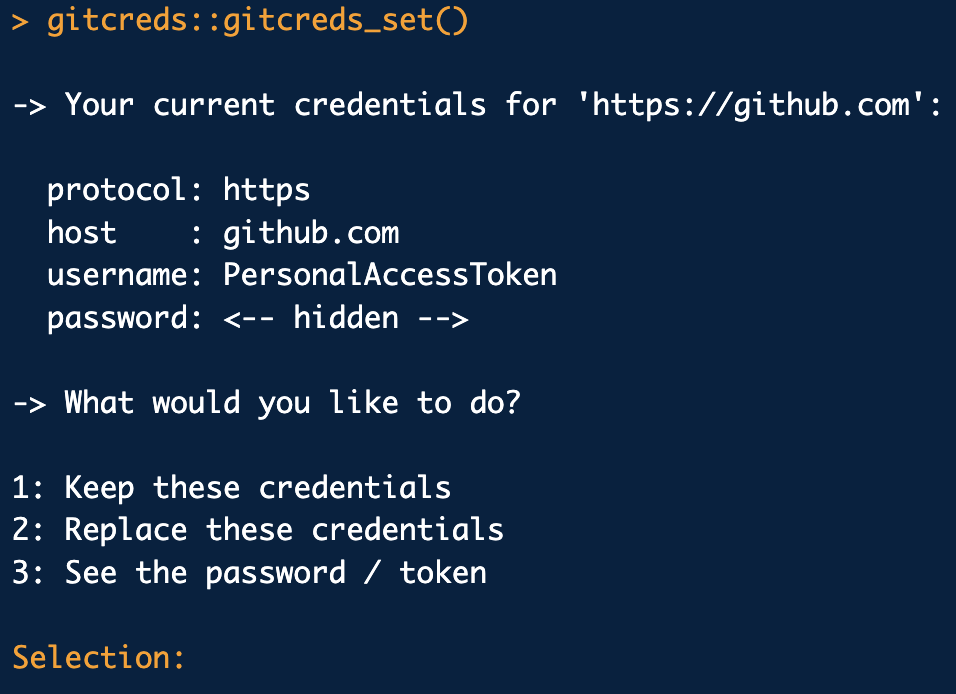 > gitcreds::gitcreds_set()
-> Your current credentials for 'https://github.com':
protocol: https
host    : github.com
username: PersonalAccessToken
password: <-- hidden -->
-> What would you like to do?
1: Keep these credentials
2: Replace these credentials
3: See the password / token
Selection: